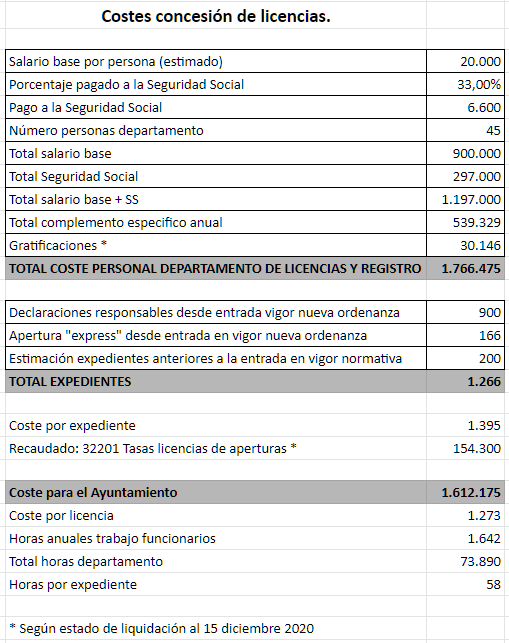 Costes concesión de licencias.
Salario base por persona (estimado) 20.000
Porcentaje pagado a la Seguridad Social 33,00%
Pago a la Seguridad Social 6.600
Número personas departamento 45
Total salario base 900.000
Total Seguridad Social 297.000
Total salario base + SS 1.197.000
Total complemento especifico anual 539.329
Gratificaciones * 30.146
TOTAL COSTE PERSONAL DEPARTAMENTO DE LICENCIAS Y REGISTRO 1.766.475
Declaraciones responsables desde entrada vigor nueva ordenanza 900
Apertura "express" desde entrada en vigor nueva ordenanza 166
Estimación expedientes anteriores a la entrada en vigor normativa 200
TOTAL EXPEDIENTES 1.266
Coste por expediente 1.395
Recaudado: 32201 Tasas licencias de aperturas * 154.300
Coste para el Ayuntamiento 1.612.175
Coste por licencia 1.273
Horas anuales trabajo funcionarios 1.642
Total horas departamento 73.890
Horas por expediente 58
* Según estado de liquidación al 15 diciembre 2020